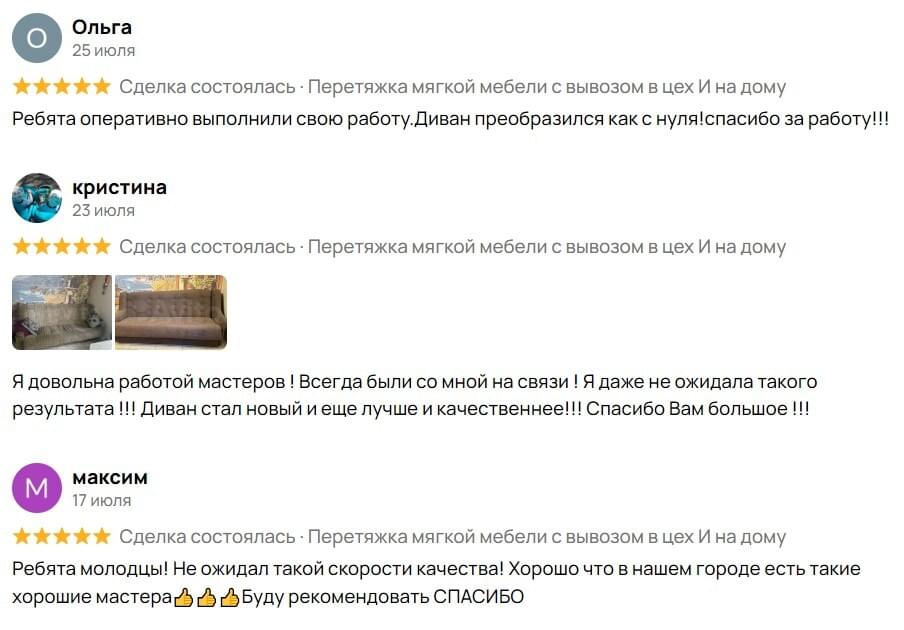 О
Ольга
25 июля
Сделка состоялась · Перетяжка мягкой мебели с вывозом в цех И на дому
Ребята оперативно выполнили свою работу.Диван преобразился как с нуля!спасибо за работу!!!
кристина
23 июля
Сделка состоялась · Перетяжка мягкой мебели с вывозом в цех И на дому
Я довольна работой мастеров ! Всегда были со мной на связи ! Я даже не ожидала такого
результата !!! Диван стал новый и еще лучше и качественнее!!! Спасибо Вам большое !!!
М
максим
17 июля
Сделка состоялась · Перетяжка мягкой мебели с вывозом в цех И на дому
Ребята молодцы! Не ожидал такой скорости качества! Хорошо что в нашем городе есть такие
хорошие мастера👍👍👍Буду рекомендовать СПАСИБО